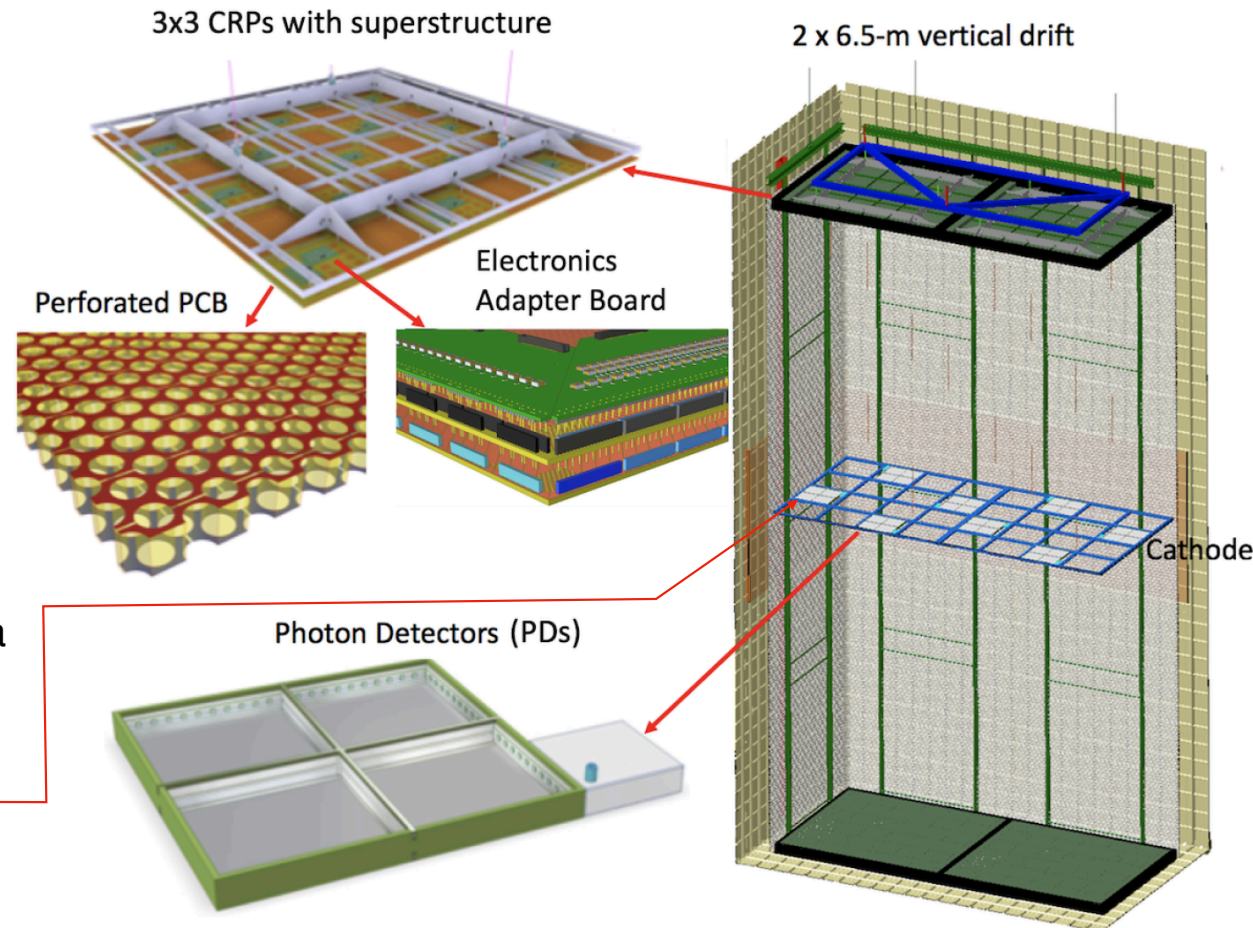 3x3 CRPs with superstructure
2 x 6.5-m vertical drift
Electronics
Adapter Board
Perforated PCB
Cathode
a
Photon Detectors (PDs)